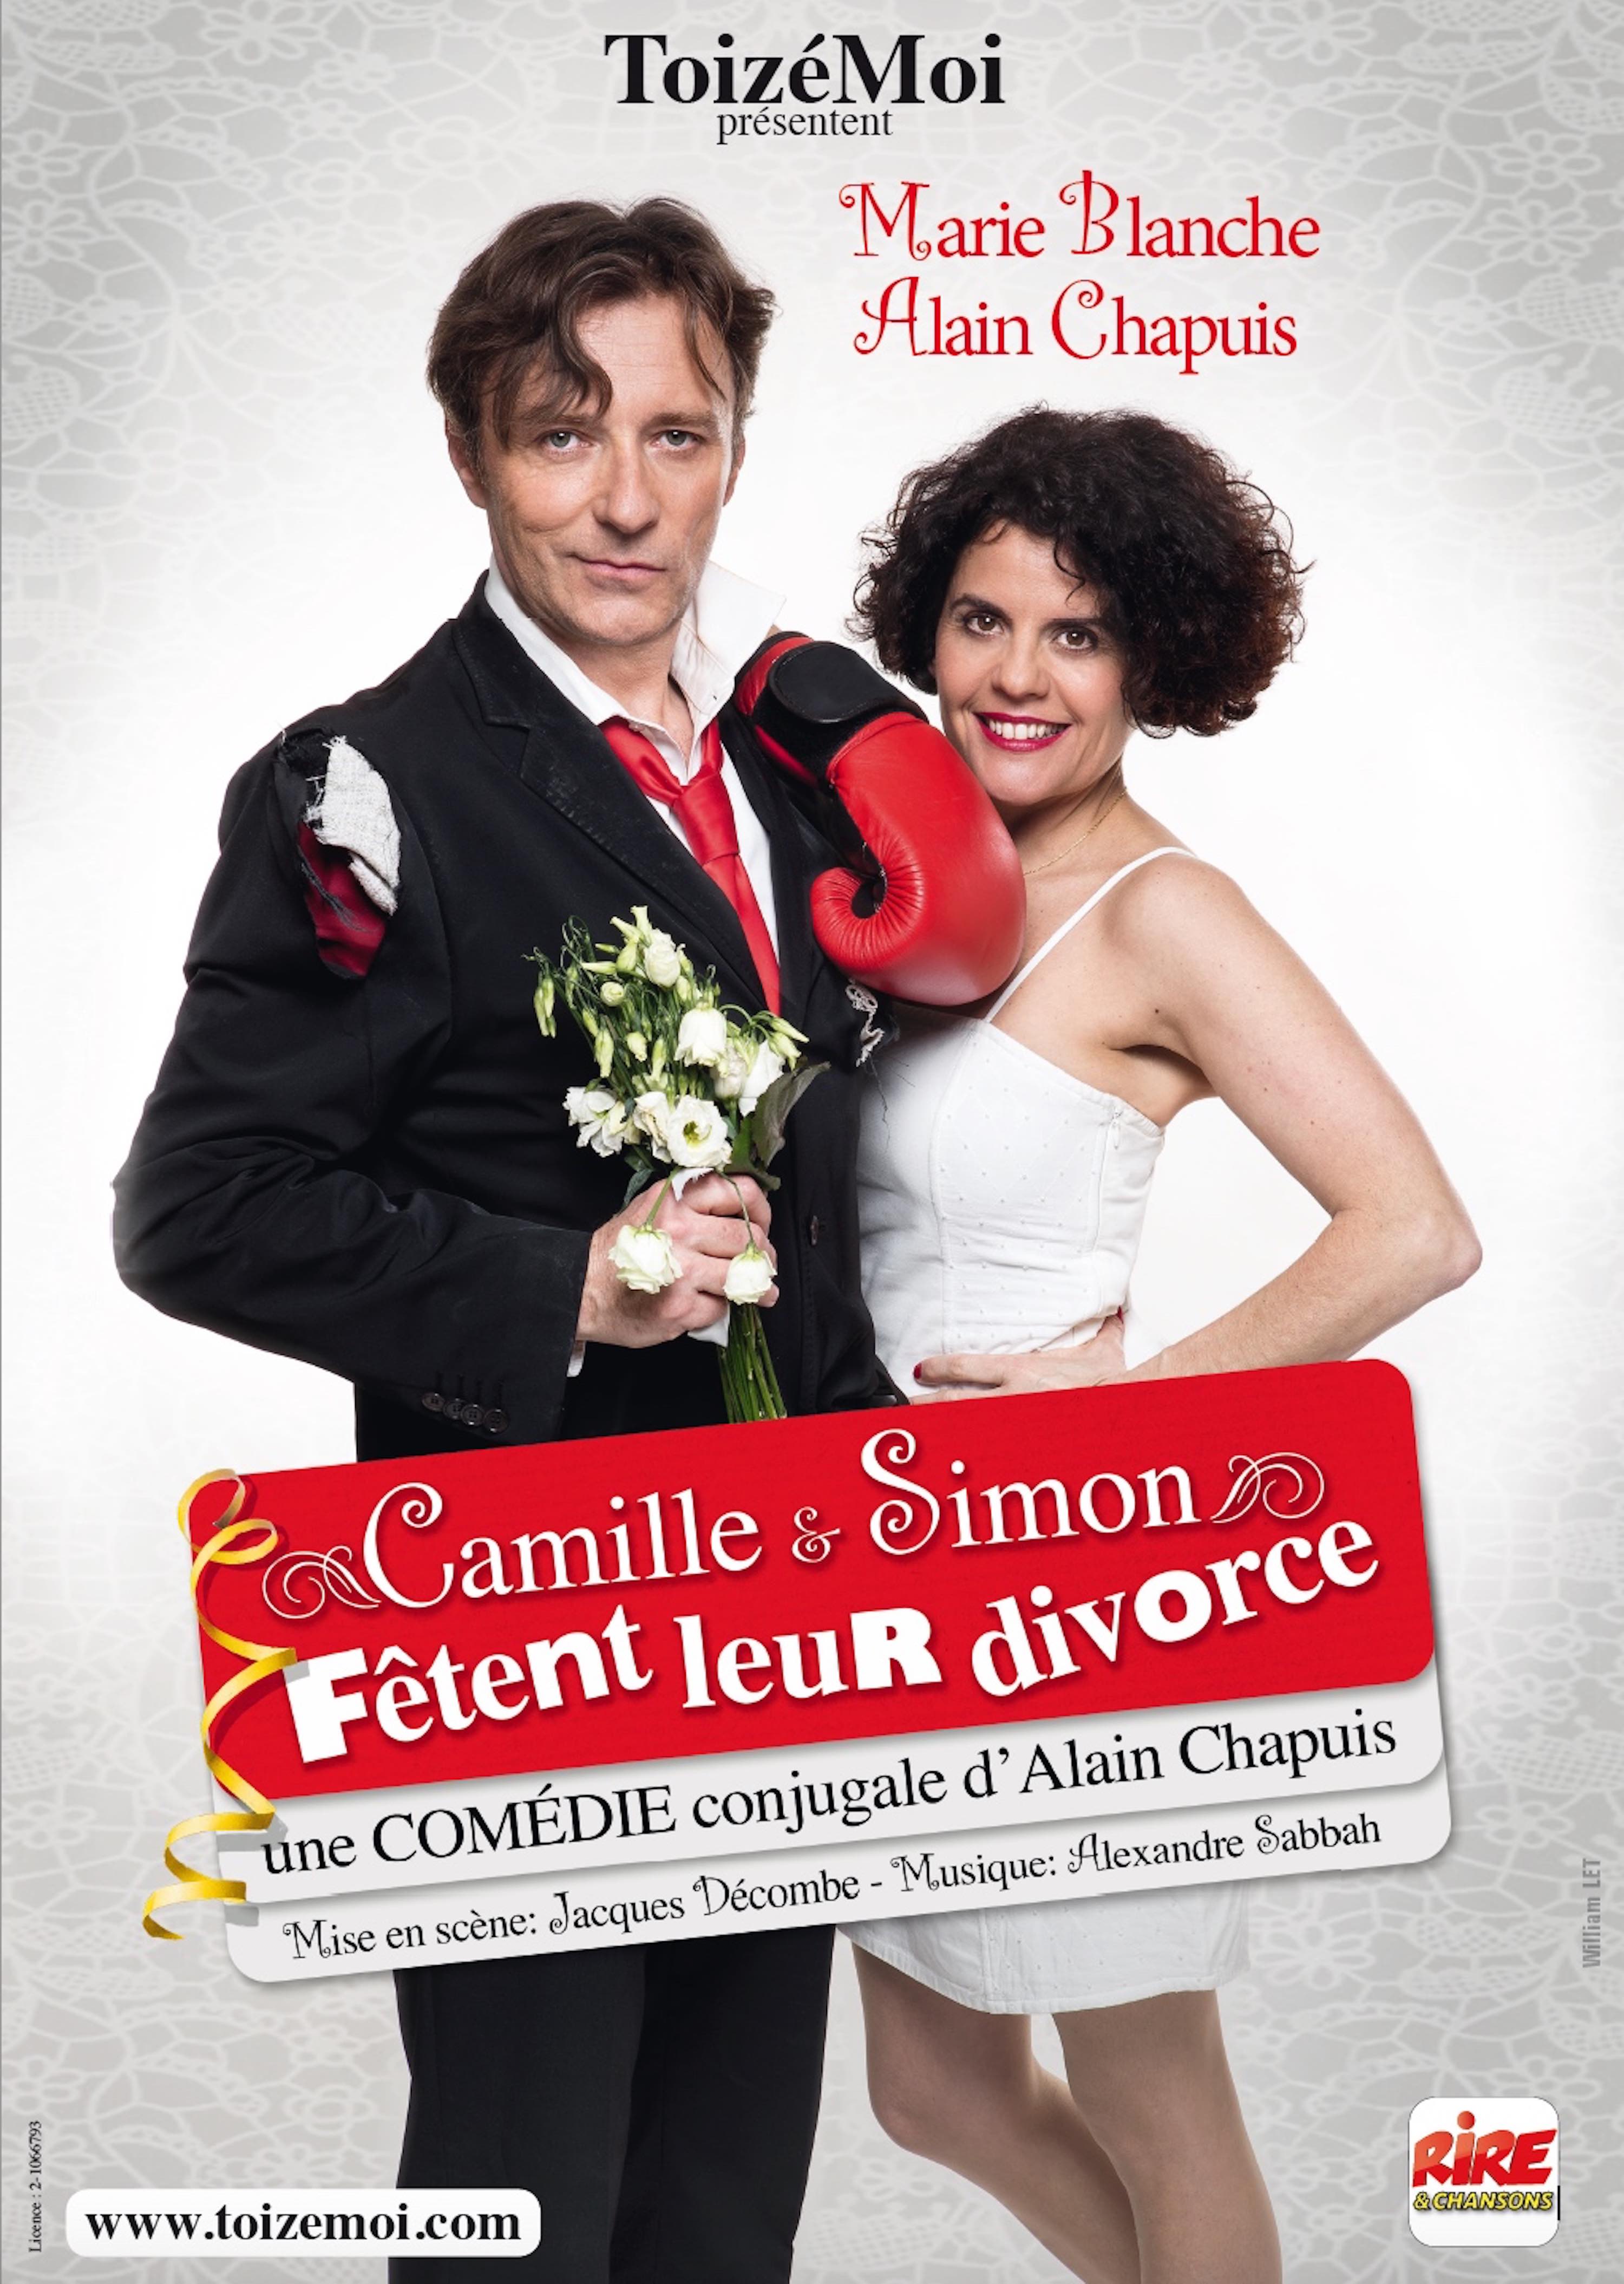 ToizéMoi
présentent
Marie Blanche
Alain Chapuis
Camille & Simon
Fêtent leuR divorce
une COMÉDIE conjugale d'Alain Chapuis
Mise en scène: Jacques Décombe - Musique: Alexandre Sabbah
William LET
Licence : 2-1066793
www.toizemoi.com
RIRE
& CHANSONS